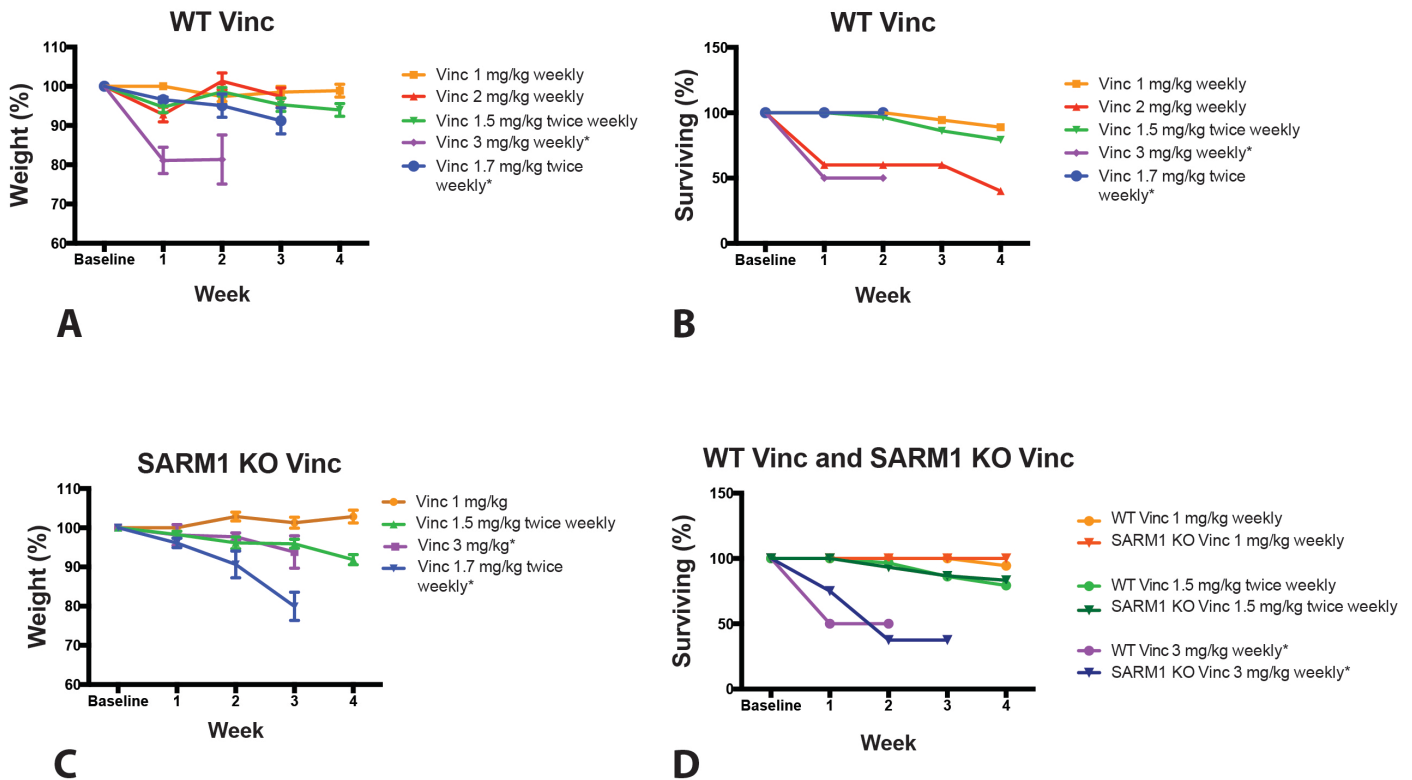 WT Vinc
110
100
90
80
70
60
Weight (%)
Baseline 1 2 3 4
Week
Vinc 1 mg/kg weekly
Vinc 2 mg/kg weekly
Vinc 1.5 mg/kg twice weekly
Vinc 3 mg/kg weekly*
Vinc 1.7 mg/kg twice
weekly*
A
WT Vinc
150
100
50
0
Surviving (%)
Baseline 1 2 3 4
Week
Vinc 1 mg/kg weekly
Vinc 2 mg/kg weekly
Vinc 1.5 mg/kg twice weekly
Vinc 3 mg/kg weekly*
Vinc 1.7 mg/kg twice
weekly*
B
SARM1 KO Vinc
110
100
90
80
70
60
Weight (%)
Baseline 1 2 3 4
Week
Vinc 1 mg/kg
Vinc 1.5 mg/kg twice weekly
Vinc 3 mg/kg*
Vinc 1.7 mg/kg twice
weekly*
C
WT Vinc and SARM1 KO Vinc
150
100
50
0
Surviving (%)
Baseline 1 2 3 4
Week
WT Vinc 1 mg/kg weekly
SARM1 KO Vinc 1 mg/kg weekly
WT Vinc 1.5 mg/kg twice weekly
SARM1 KO Vinc 1.5 mg/kg twice weekly
WT Vinc 3 mg/kg weekly*
SARM1 KO Vinc 3 mg/kg weekly*
D